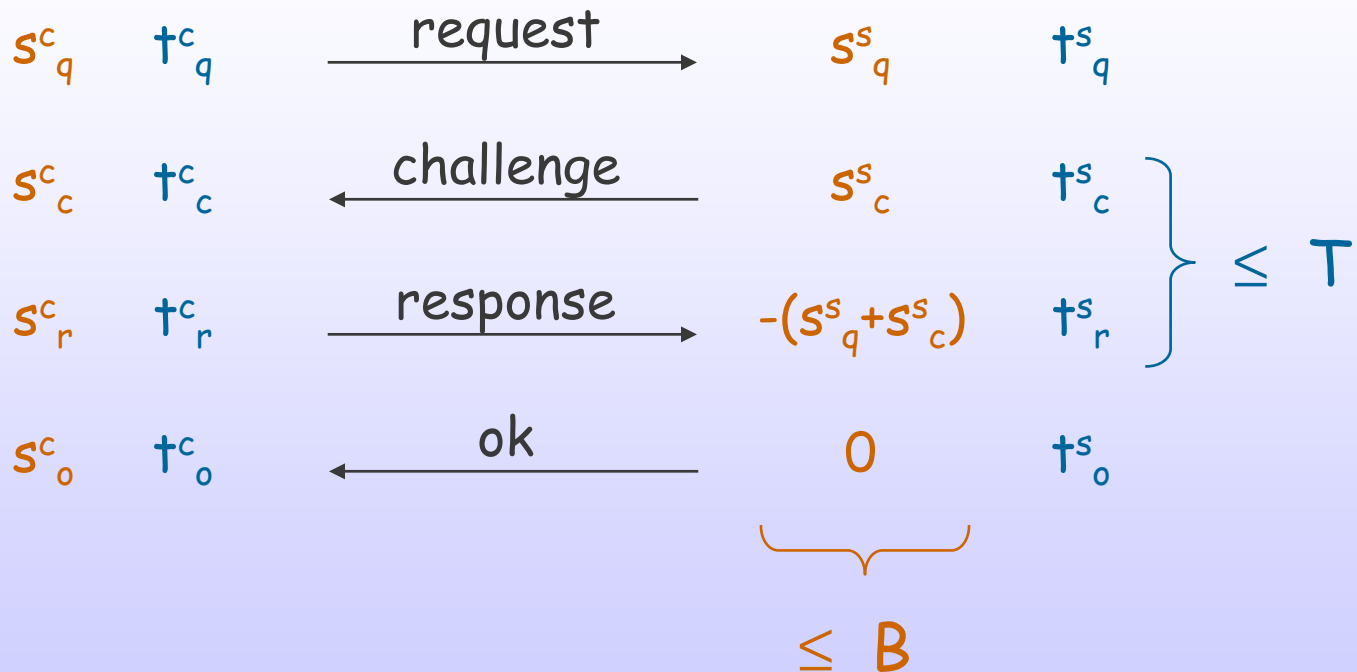 s^c_q t^c_q request s^s_q t^s_q
s^c_c t^c_c challenge s^s_c t^s_c
≤ T
s^c_r t^c_r response -(s^s_q+s^s_c) t^s_r
s^c_o t^c_o ok 0 t^s_o
≤ B